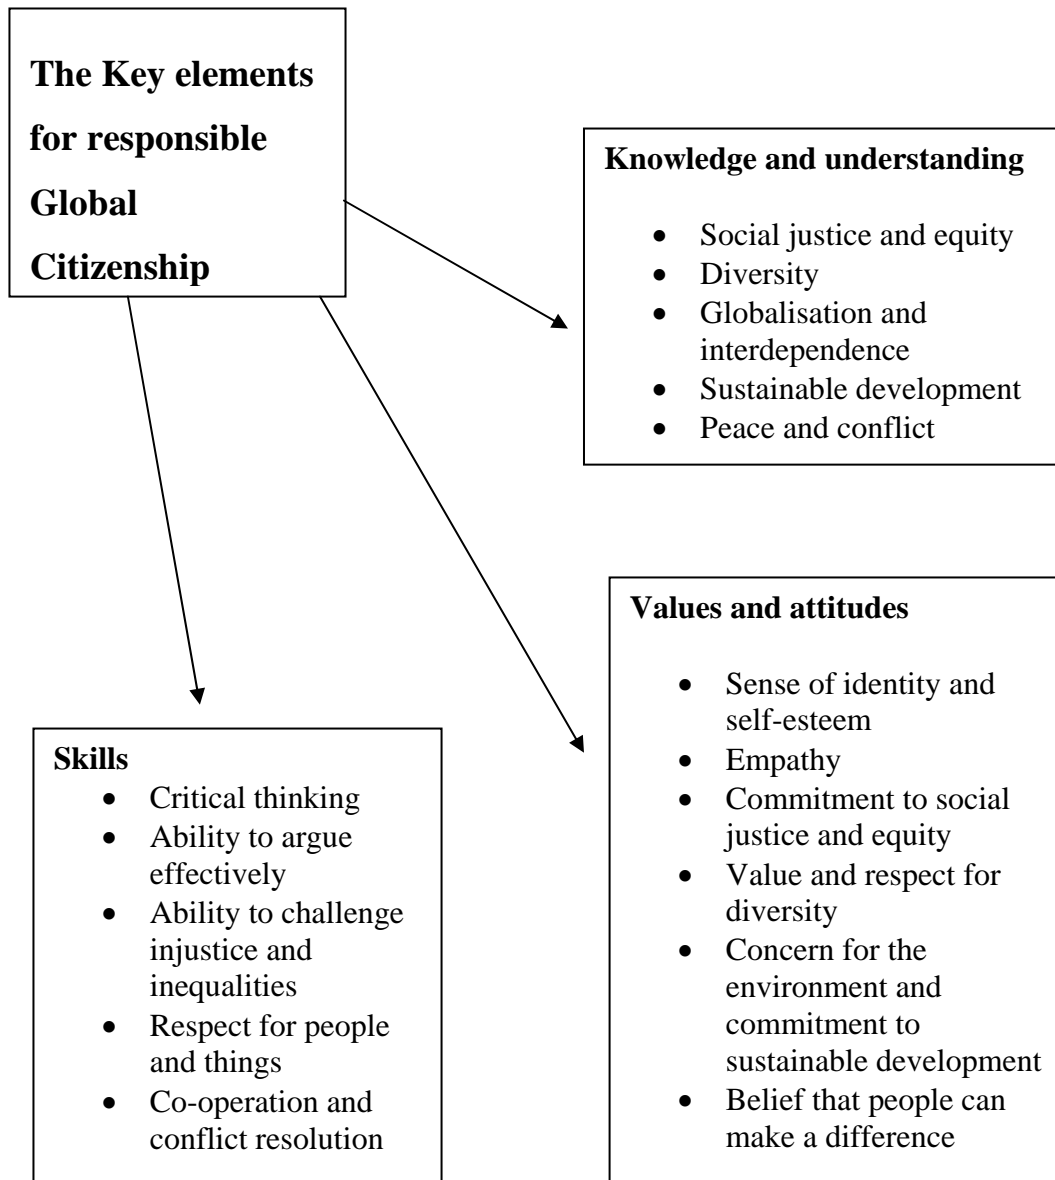 The Key elements
for responsible
Global
Citizenship
Knowledge and understanding
• Social justice and equity
• Diversity
• Globalisation and
interdependence
• Sustainable development
• Peace and conflict
Values and attitudes
• Sense of identity and
self-esteem
• Empathy
• Commitment to social
justice and equity
• Value and respect for
diversity
• Concern for the
environment and
commitment to
sustainable development
• Belief that people can
make a difference
Skills
• Critical thinking
• Ability to argue
effectively
• Ability to challenge
injustice and
inequalities
• Respect for people
and things
• Co-operation and
conflict resolution